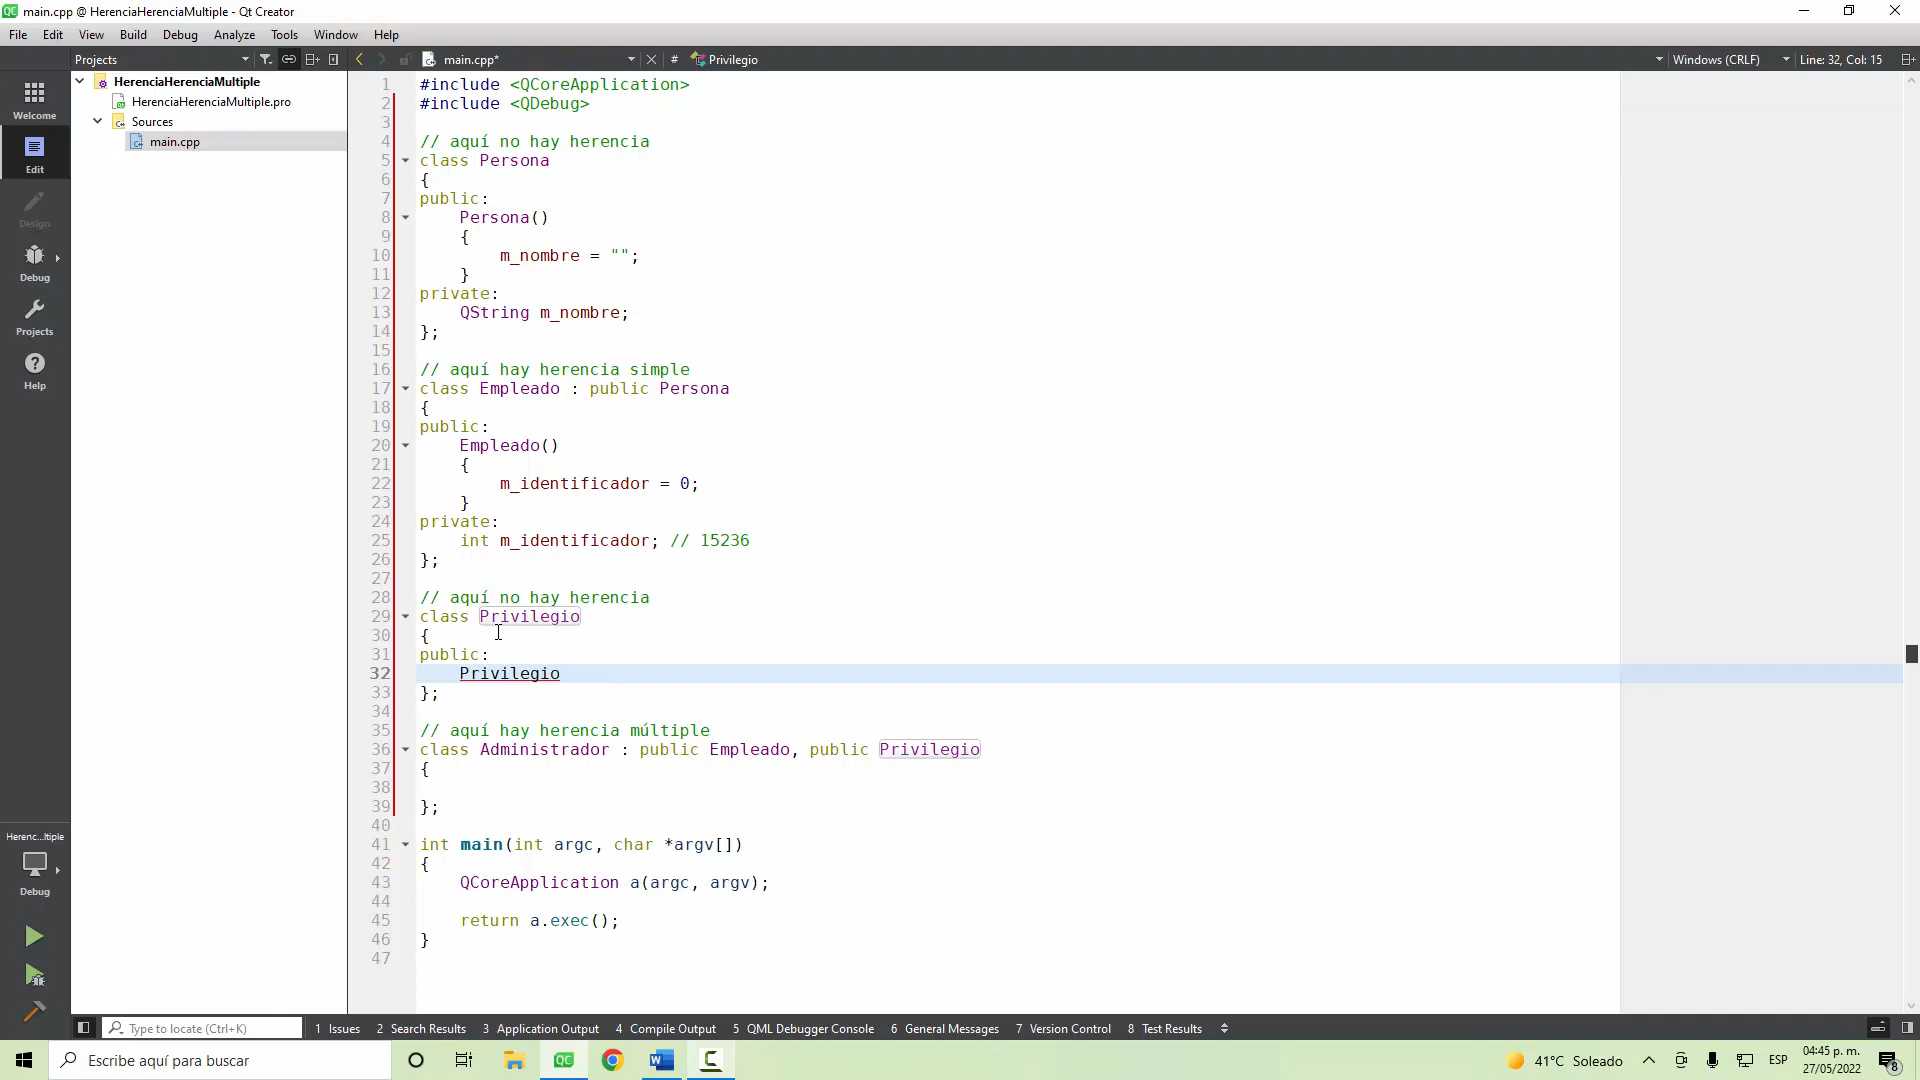 main.cpp @ HerenciaHerenciaMultiple - Qt Creator
File Edit View Build Debug Analyze Tools Window Help
Projects main.cpp* # Privilegio Windows (CRLF) Line: 32, Col: 15
Welcome
Edit
Design
Debug
Projects
Help
HerenciaHerenciaMultiple
HerenciaHerenciaMultiple.pro
Sources
main.cpp
1 #include <QCoreApplication>
2 #include <QDebug>
3
4 // aquí no hay herencia
5 class Persona
6 {
7 public:
8 Persona()
9 {
10 m_nombre = "";
11 }
12 private:
13 QString m_nombre;
14 };
15
16 // aquí hay herencia simple
17 class Empleado : public Persona
18 {
19 public:
20 Empleado()
21 {
22 m_identificador = 0;
23 }
24 private:
25 int m_identificador; // 15236
26 };
27
28 // aquí no hay herencia
29 class Privilegio
30 {
31 public:
32 Privilegio
33 };
34
35 // aquí hay herencia múltiple
36 class Administrador : public Empleado, public Privilegio
37 {
38
39 };
40
41 int main(int argc, char *argv[])
42 {
43 QCoreApplication a(argc, argv);
44
45 return a.exec();
46 }
47
Herenc...ltiple
Debug
Type to locate (Ctrl+K) 1 Issues 2 Search Results 3 Application Output 4 Compile Output 5 QML Debugger Console 6 General Messages 7 Version Control 8 Test Results
Escribe aquí para buscar
41°C Soleado
ESP
04:45 p. m.
27/05/2022
8